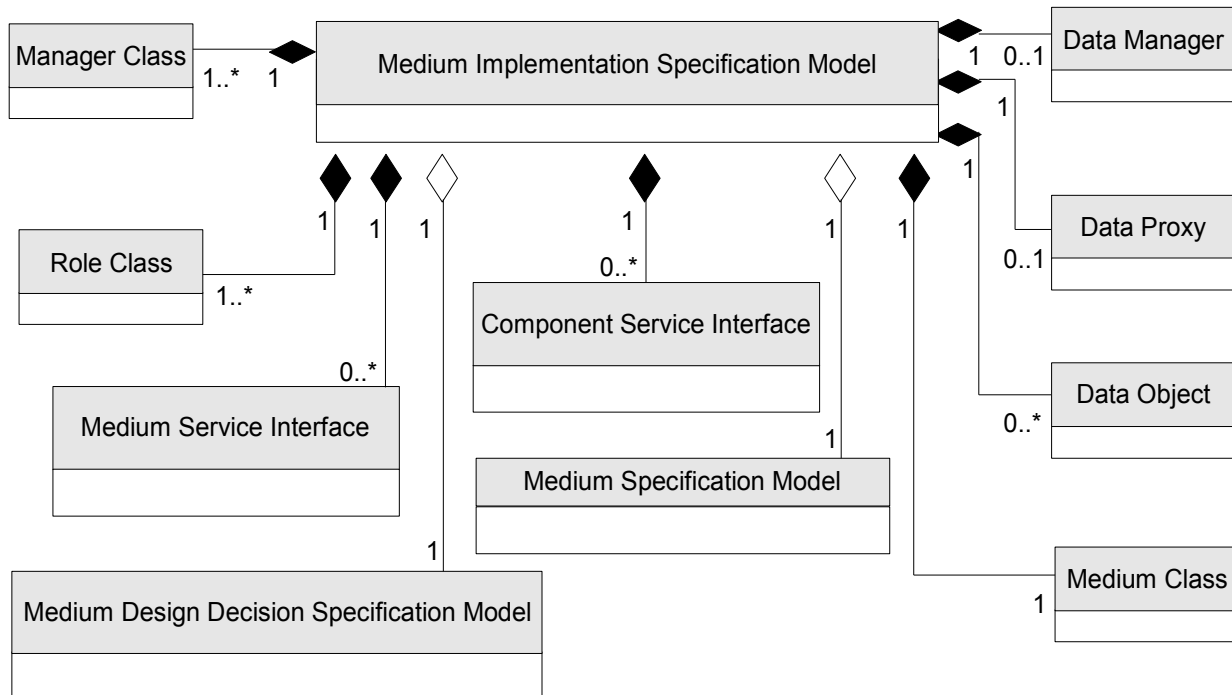 Manager Class
1..*
1
Medium Implementation Specification Model
1
0..1
Data Manager
1
1
Data Proxy
0..1
Role Class
1..*
1
1
1
1
1
1
0..*
Component Service Interface
0..*
Medium Service Interface
Data Object
0..*
1
Medium Specification Model
1
Medium Design Decision Specification Model
Medium Class
1